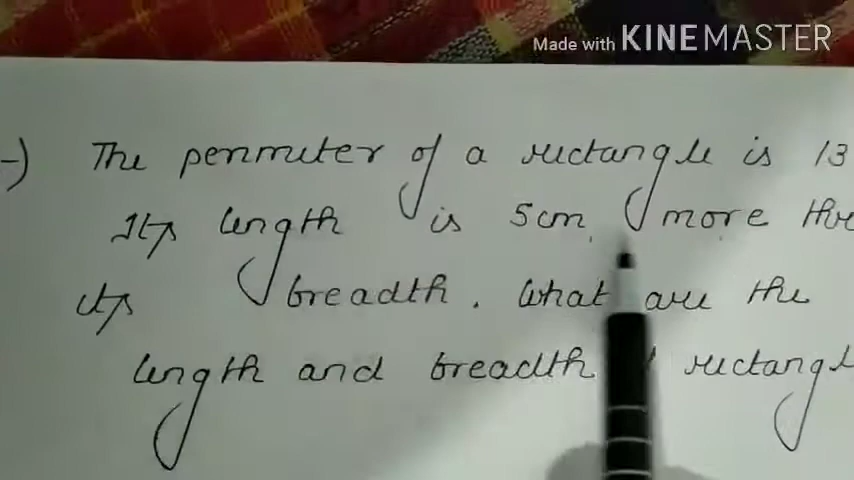 Made with KINEMASTER
-) The perimeter of a rectangle is 13
Its length is 5cm more the
its breadth. What are the
length and breadth rectangl